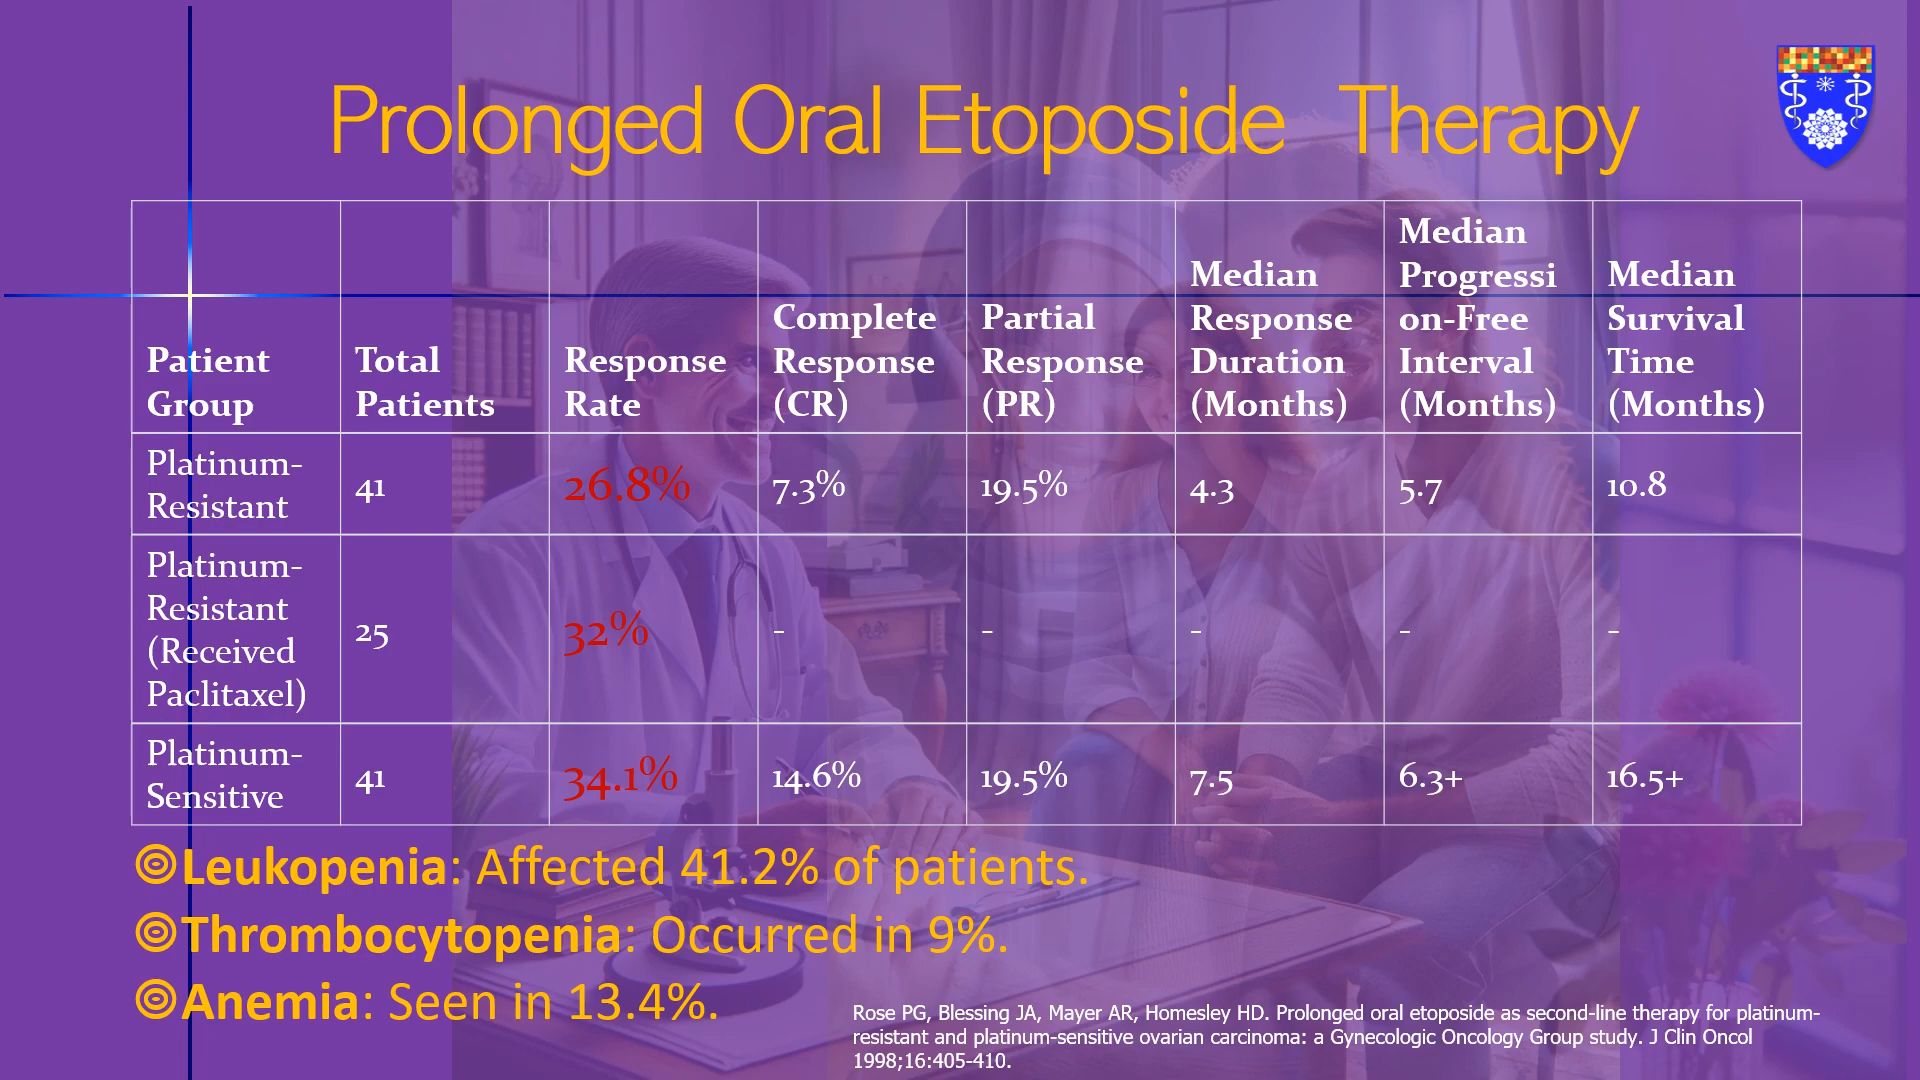 Prolonged Oral Etoposide Therapy
Patient Group
Total Patients
Response Rate
Complete Response (CR)
Partial Response (PR)
Median Response Duration (Months)
Median Progression-Free Interval (Months)
Median Survival Time (Months)
Platinum-Resistant
41
26.8%
7.3%
19.5%
4.3
5.7
10.8
Platinum-Resistant (Received Paclitaxel)
25
32%
-
-
-
-
-
Platinum-Sensitive
41
34.1%
14.6%
19.5%
7.5
6.3+
16.5+
Leukopenia: Affected 41.2% of patients.
Thrombocytopenia: Occurred in 9%.
Anemia: Seen in 13.4%.
Rose PG, Blessing JA, Mayer AR, Homesley HD. Prolonged oral etoposide as second-line therapy for platinum-
resistant and platinum-sensitive ovarian carcinoma: a Gynecologic Oncology Group study. J Clin Oncol
1998;16:405-410.